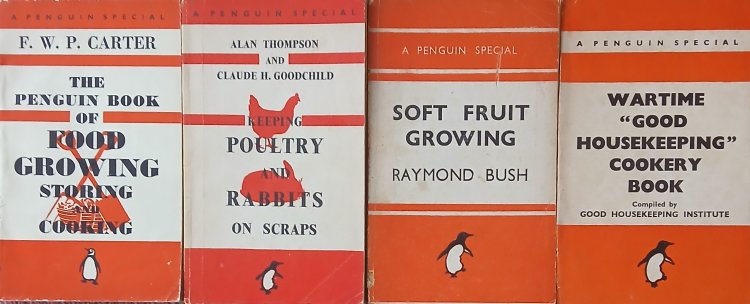 A PENGUIN SPECIAL
F. W. P. CARTER
THE
PENGUIN BOOK
OF
FOOD
GROWING
STORING
AND
COOKING
A PENGUIN SPECIAL
ALAN THOMPSON
AND
CLAUDE H. GOODCHILD
KEEPING
POULTRY
AND
RABBITS
ON SCRAPS
A PENGUIN SPECIAL
SOFT FRUIT
GROWING
RAYMOND BUSH
A PENGUIN SPECIAL
WARTIME
"GOOD
HOUSEKEEPING"
COOKERY
BOOK
Compiled by
GOOD HOUSEKEEPING INSTITUTE